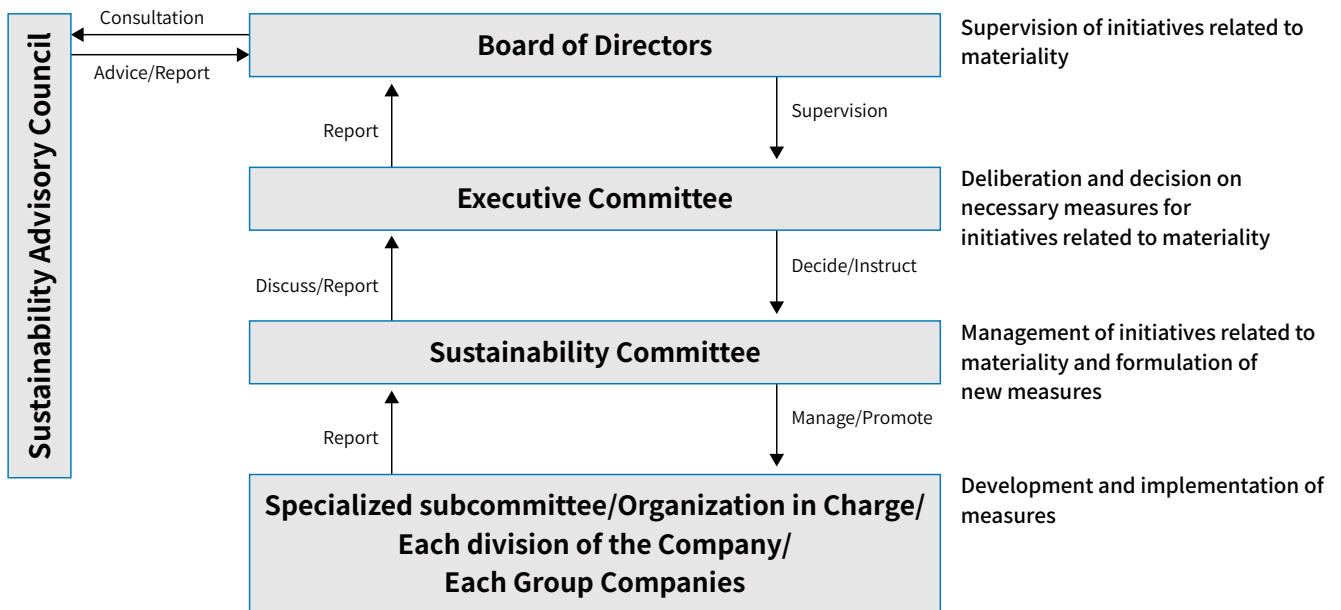 Sustainability Advisory Council
Consultation
Advice/Report
Board of Directors
Supervision of initiatives related to
materiality
Report
Supervision
Executive Committee
Deliberation and decision on
necessary measures for
initiatives related to materiality
Discuss/Report
Decide/Instruct
Sustainability Committee
Management of initiatives related to
materiality and formulation of
new measures
Report
Manage/Promote
Specialized subcommittee/Organization in Charge/
Each division of the Company/
Each Group Companies
Development and implementation of
measures